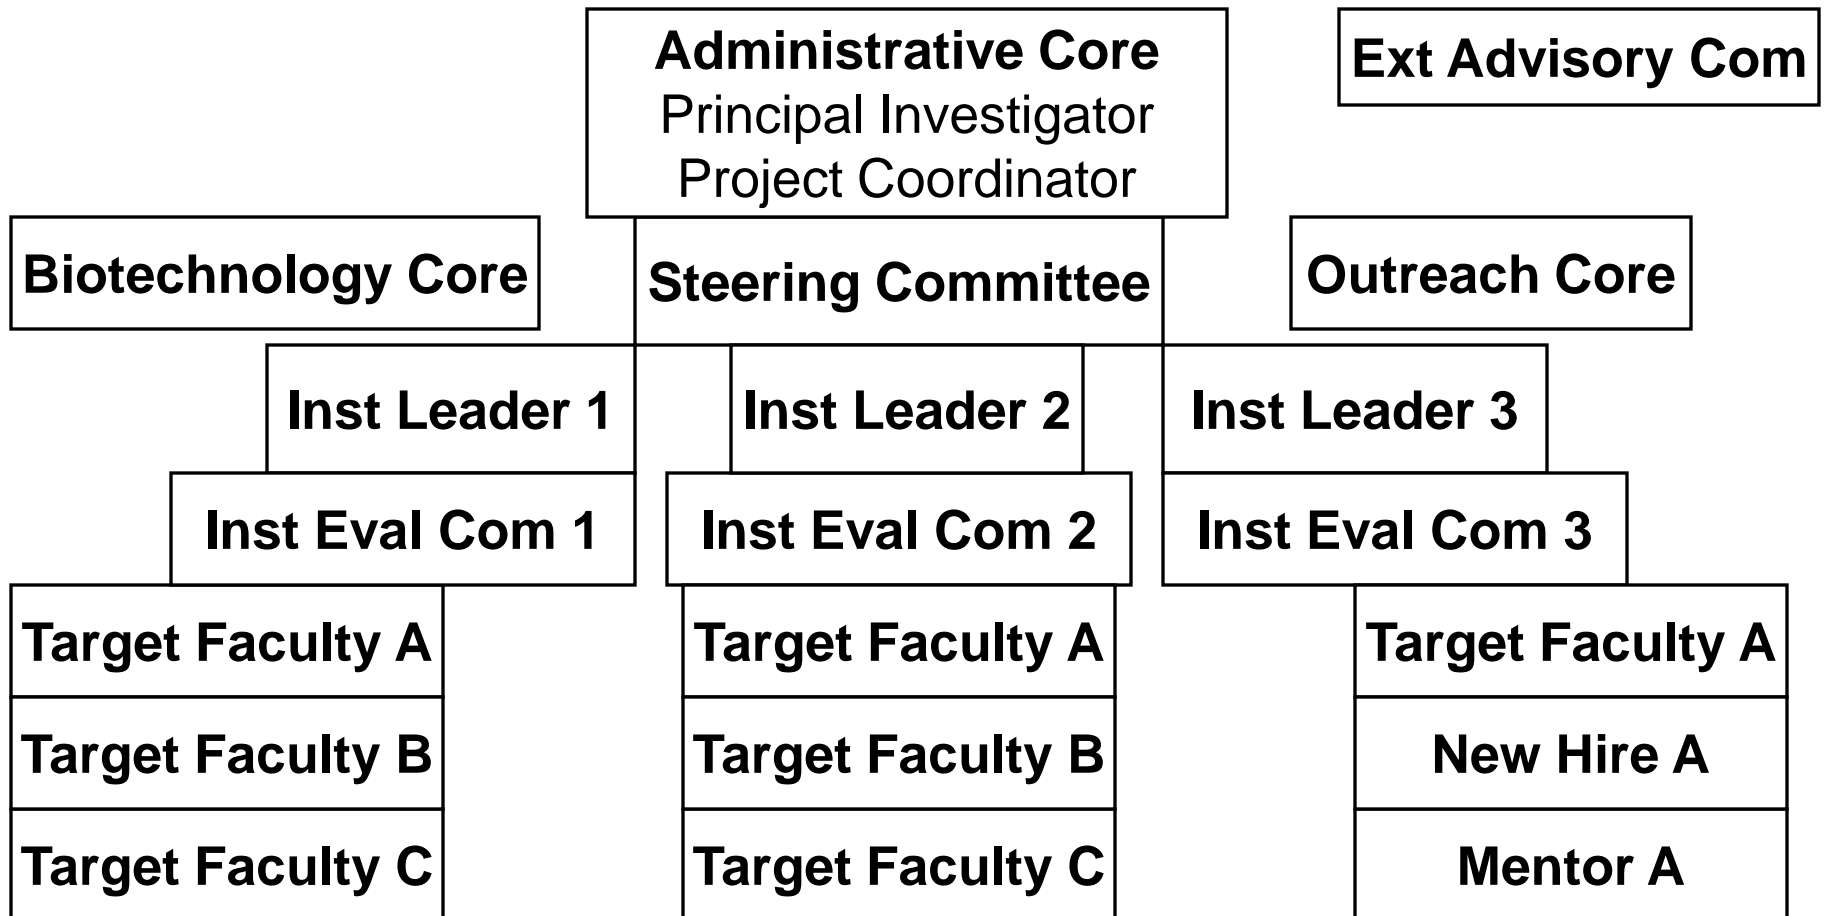 Administrative Core
Principal Investigator
Project Coordinator
Ext Advisory Com
Biotechnology Core
Steering Committee
Outreach Core
Inst Leader 1
Inst Leader 2
Inst Leader 3
Inst Eval Com 1
Inst Eval Com 2
Inst Eval Com 3
Target Faculty A
Target Faculty A
Target Faculty A
Target Faculty B
Target Faculty B
New Hire A
Target Faculty C
Target Faculty C
Mentor A